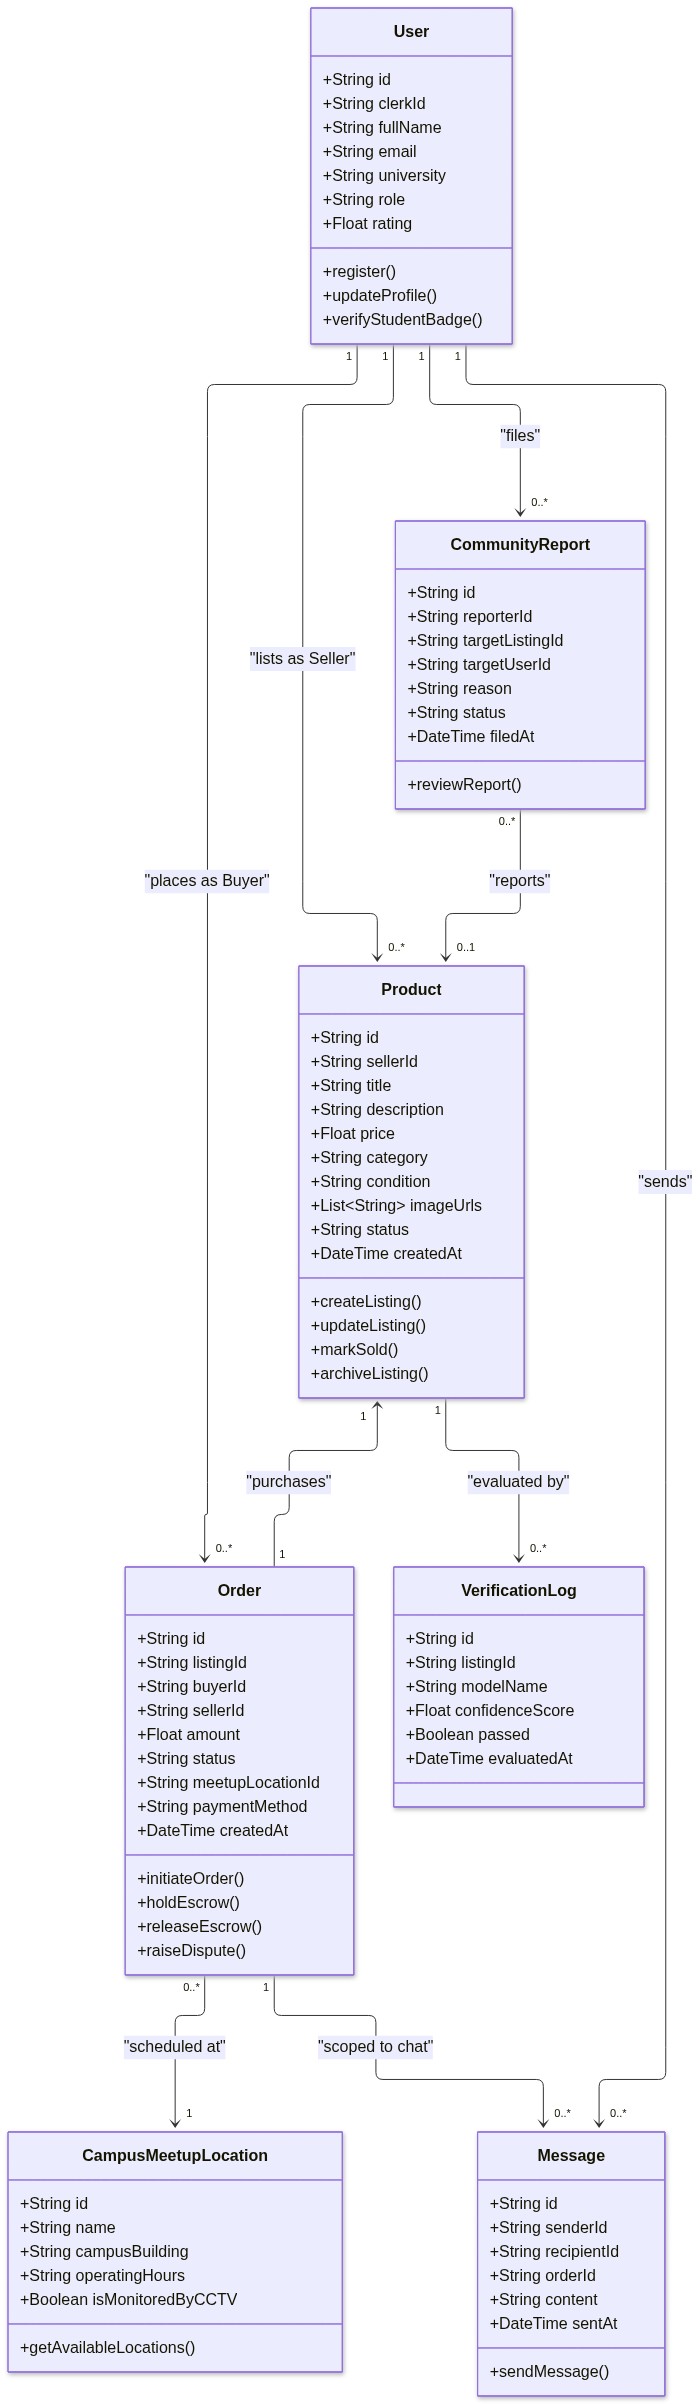 User
+String id
+String clerkId
+String fullName
+String email
+String university
+String role
+Float rating
+register()
+updateProfile()
+verifyStudentBadge()
1
1
1
1
"files"
0..*
CommunityReport
+String id
+String reporterId
+String targetListingId
+String targetUserId
+String reason
+String status
+DateTime filedAt
+reviewReport()
"lists as Seller"
0..*
"places as Buyer"
"reports"
0..*
0..1
Product
+String id
+String sellerId
+String title
+String description
+Float price
+String category
+String condition
+List<String> imageUrls
+String status
+DateTime createdAt
+createListing()
+updateListing()
+markSold()
+archiveListing()
"sends"
1
1
"purchases"
"evaluated by"
0..*
1
0..*
Order
+String id
+String listingId
+String buyerId
+String sellerId
+Float amount
+String status
+String meetupLocationId
+String paymentMethod
+DateTime createdAt
+initiateOrder()
+holdEscrow()
+releaseEscrow()
+raiseDispute()
VerificationLog
+String id
+String listingId
+String modelName
+Float confidenceScore
+Boolean passed
+DateTime evaluatedAt
0..*
1
"scheduled at"
"scoped to chat"
1
0..*
0..*
CampusMeetupLocation
+String id
+String name
+String campusBuilding
+String operatingHours
+Boolean isMonitoredByCCTV
+getAvailableLocations()
Message
+String id
+String senderId
+String recipientId
+String orderId
+String content
+DateTime sentAt
+sendMessage()